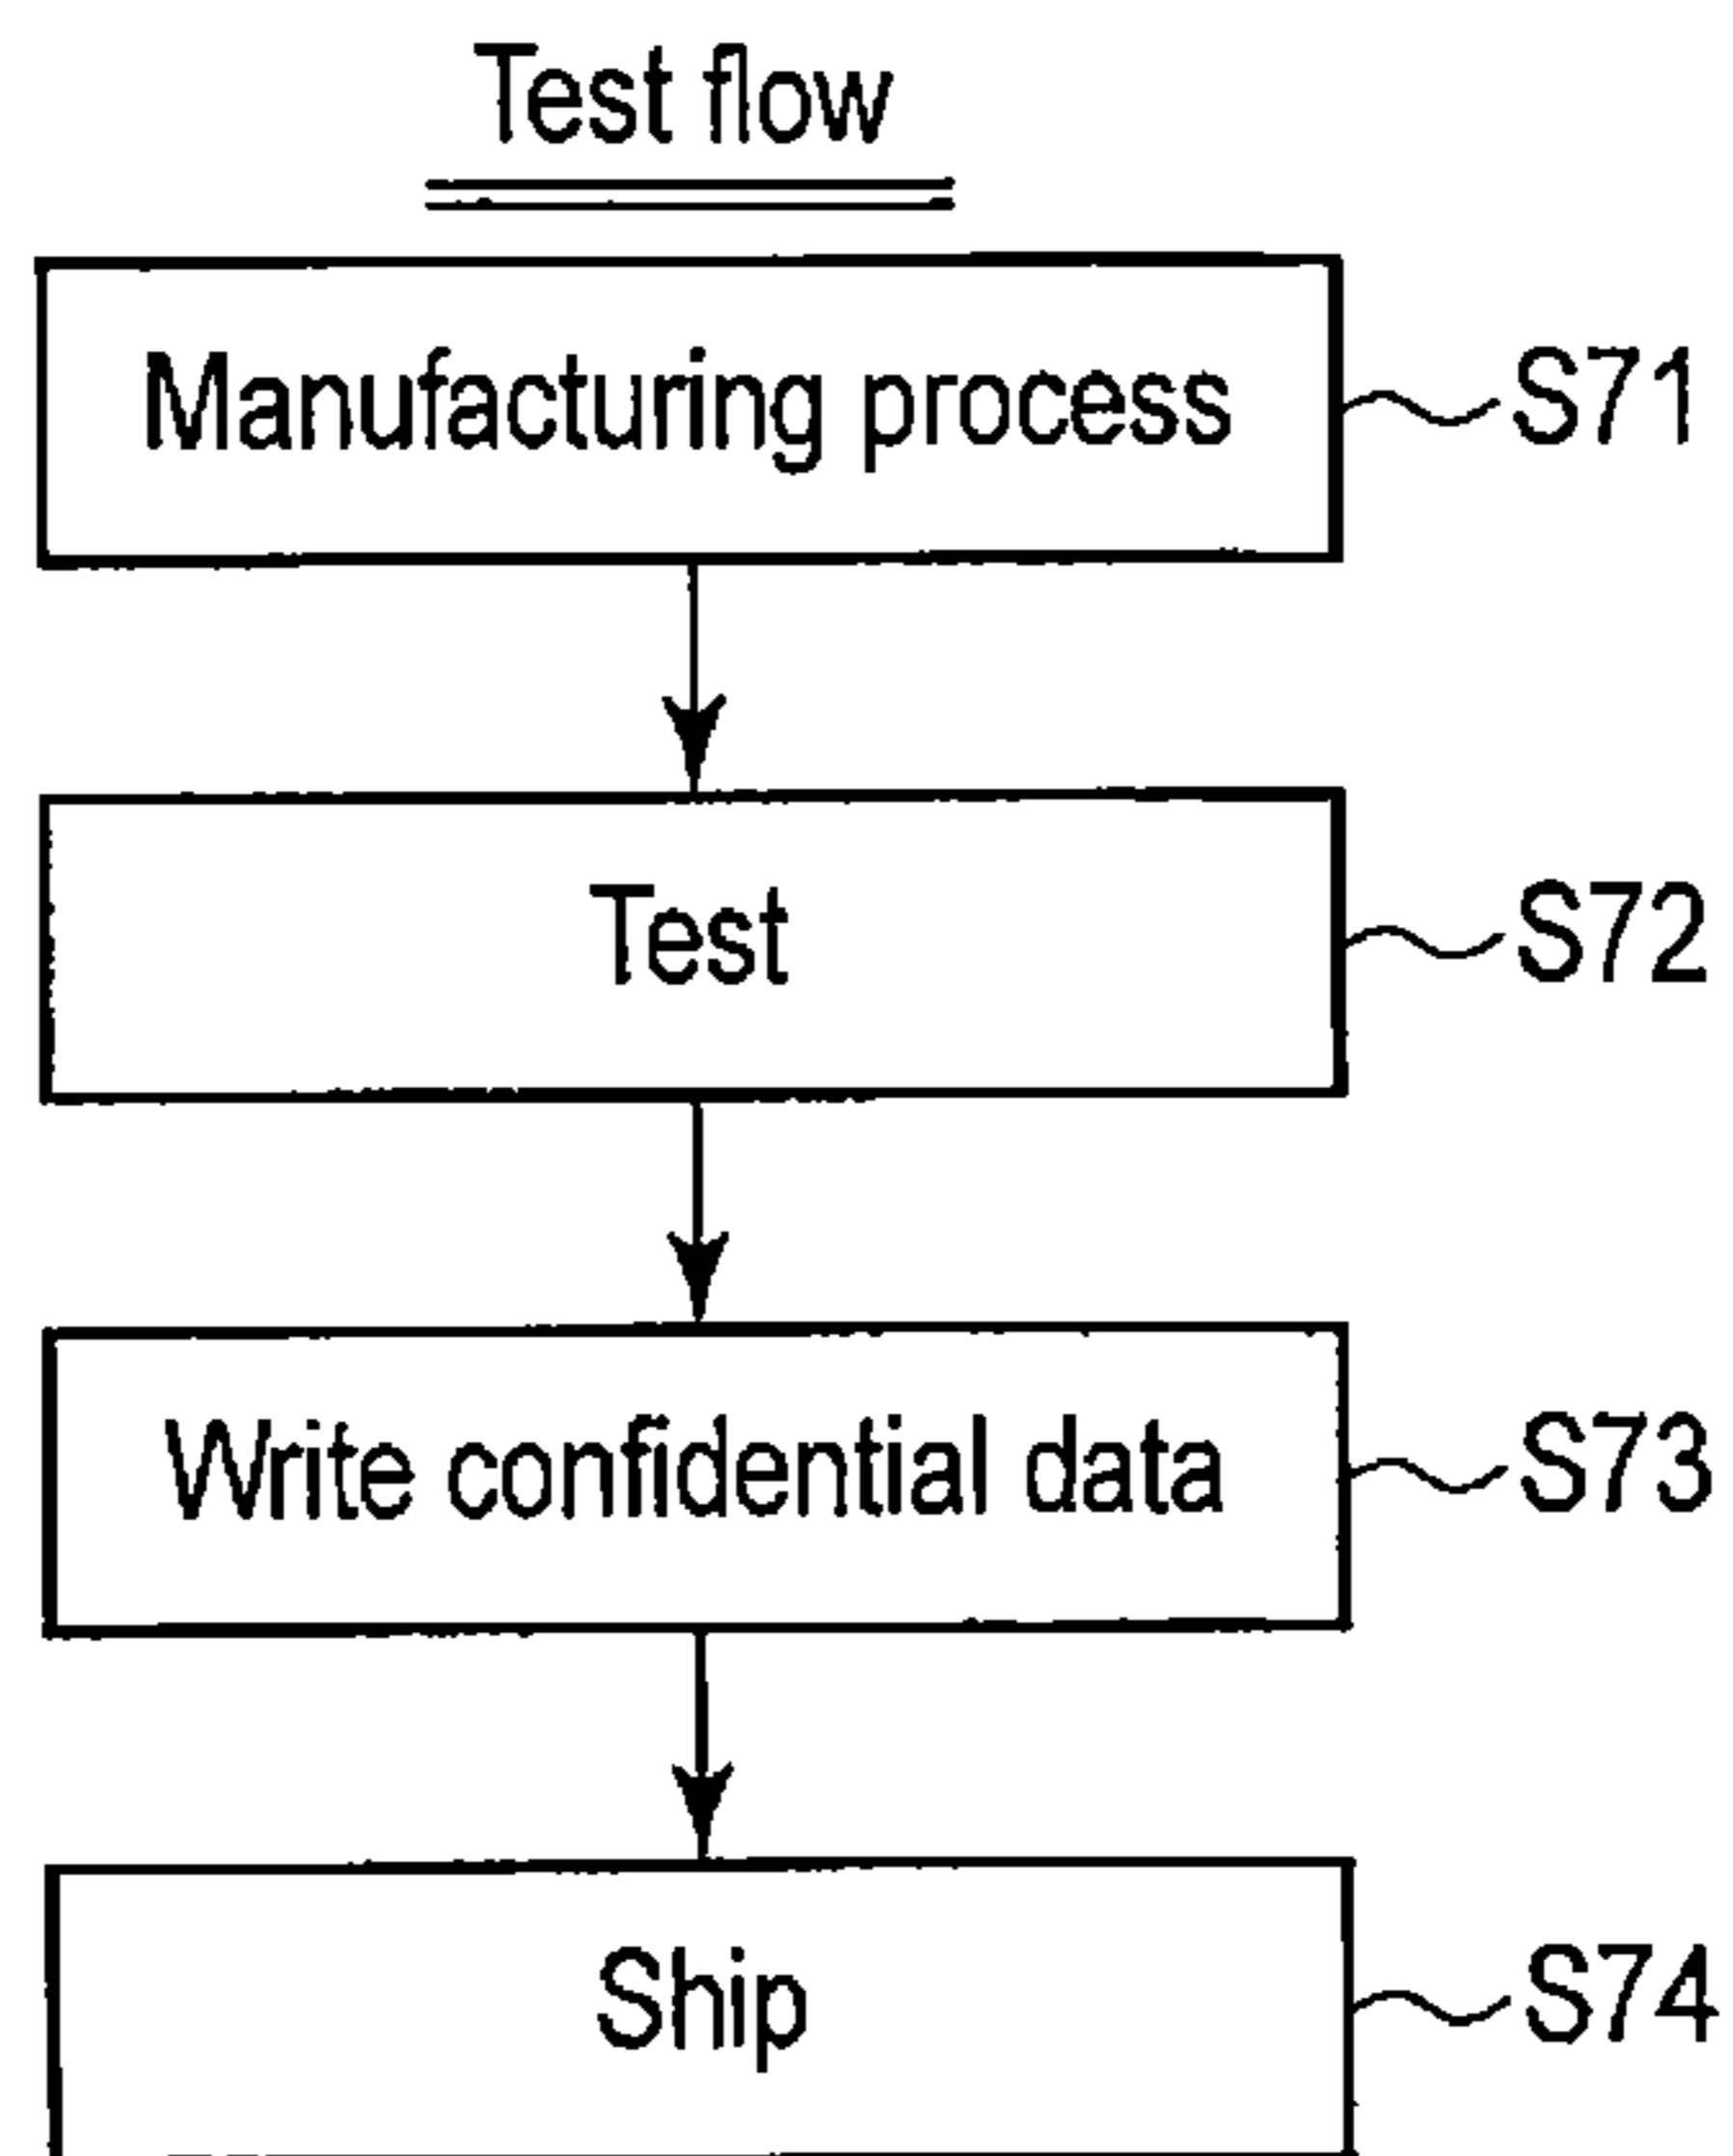 Test flow
Manufacturing process S71
Test S72
Write confidential data S73
Ship S74